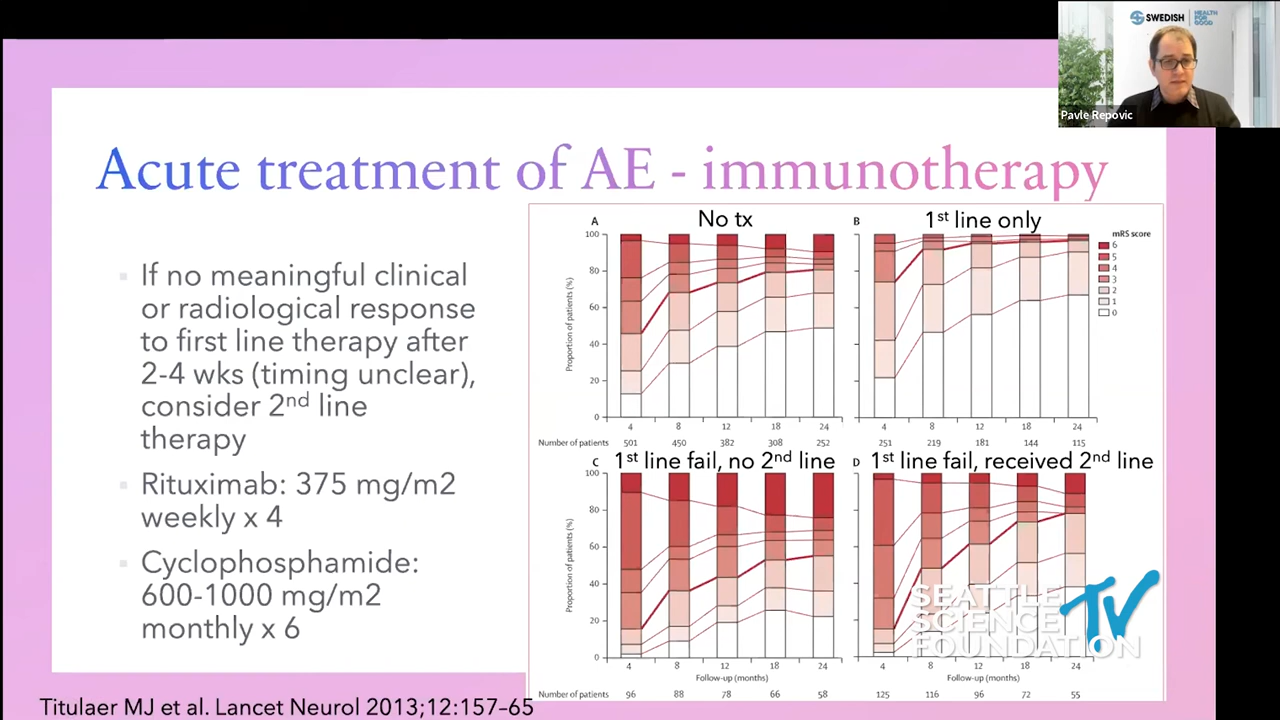 SWEDISH
HEALTH
FOR
GOOD
Pavle Repovic
Acute treatment of AE - immunotherapy
▪ If no meaningful clinical
or radiological response
to first line therapy after
2-4 wks (timing unclear),
consider 2nd line
therapy
▪ Rituximab: 375 mg/m2
weekly x 4
▪ Cyclophosphamide:
600-1000 mg/m2
monthly x 6
A
No tx
100
80
60
40
20
0
Proportion of patients (%)
4 8 12 18 24
Number of patients 501 450 382 308 252
B
1st line only
4 8 12 18 24
251 219 181 144 115
mRS score
6
5
4
3
2
1
0
C
1st line fail, no 2nd line
100
80
60
40
20
0
Proportion of patients (%)
4 8 12 18 24
Follow-up (months)
Number of patients 96 88 78 66 58
D
1st line fail, received 2nd line
4 8 12 18 24
Follow-up (months)
125 116 96 72 55
SEATTLE
SCIENCE
FOUNDATION
TV
Titulaer MJ et al. Lancet Neurol 2013;12:157–65